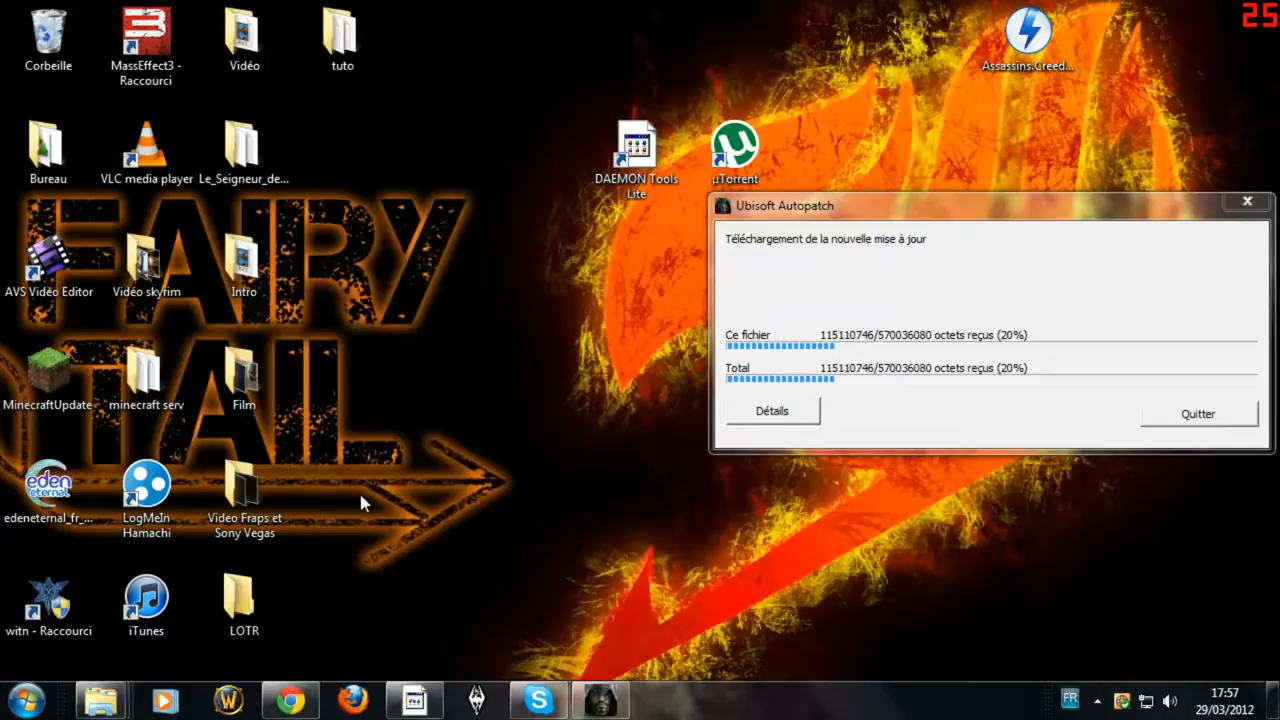 Corbeille
MassEffect3 -
Raccourci
Vidéo
tuto
Assassins.Creed...
25
Bureau
VLC media player
Le_Seigneur_de...
DAEMON Tools
Lite
µTorrent
FAIRY
TAIL
AVS Video Editor
Vidéo skyrim
Intro
MinecraftUpdate
minecraft serv
Film
eden
eternal
edeneternal_fr_...
LogMeIn
Hamachi
Video Fraps et
Sony Vegas
witn - Raccourci
iTunes
LOTR
Ubisoft Autopatch
Téléchargement de la nouvelle mise à jour
Ce fichier 115110746/570036080 octets reçus (20%)
Total 115110746/570036080 octets reçus (20%)
Détails
Quitter
FR
17:57
29/03/2012